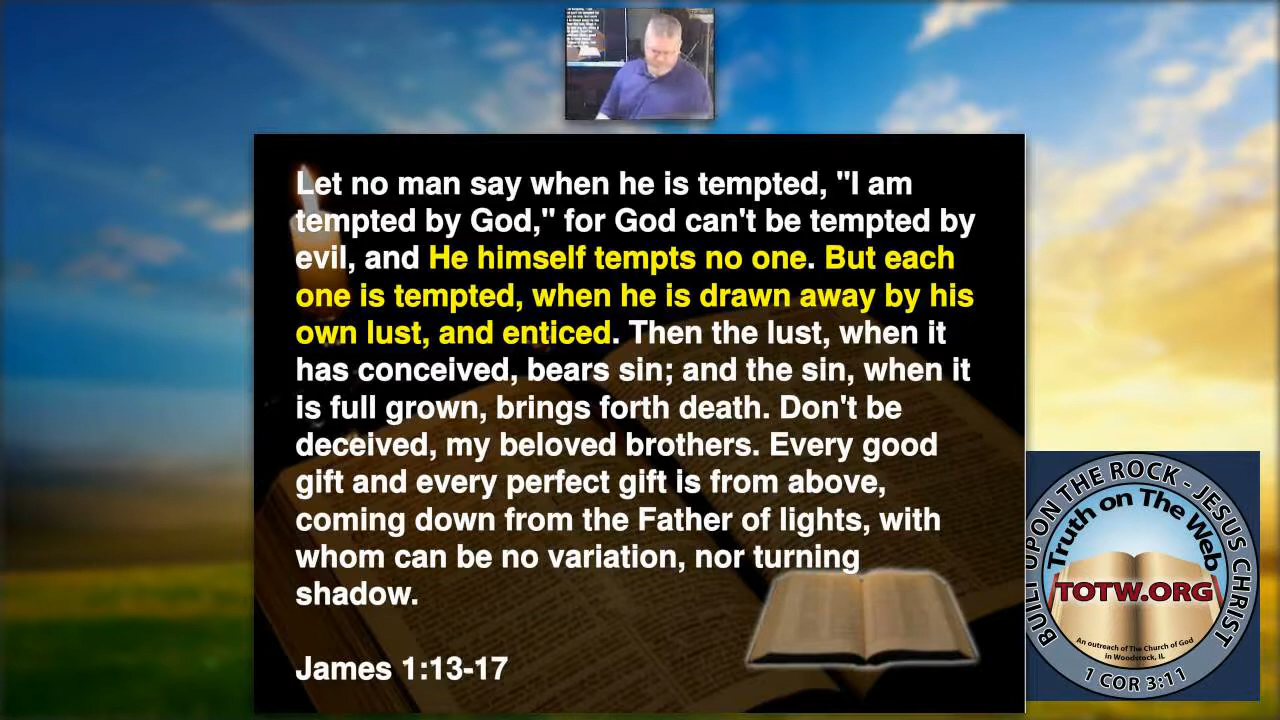 Let no man say when he is tempted, "I am
tempted by God," for God can't be tempted by
evil, and He himself tempts no one. But each
one is tempted, when he is drawn away by his
own lust, and enticed. Then the lust, when it
has conceived, bears sin; and the sin, when it
is full grown, brings forth death. Don't be
deceived, my beloved brothers. Every good
gift and every perfect gift is from above,
coming down from the Father of lights, with
whom can be no variation, nor turning
shadow.
James 1:13-17
BUILT UPON THE ROCK - JESUS CHRIST
Truth on The Web
TOTW.ORG
An outreach of The Church of God
in Woodstock, IL
1 COR 3:11